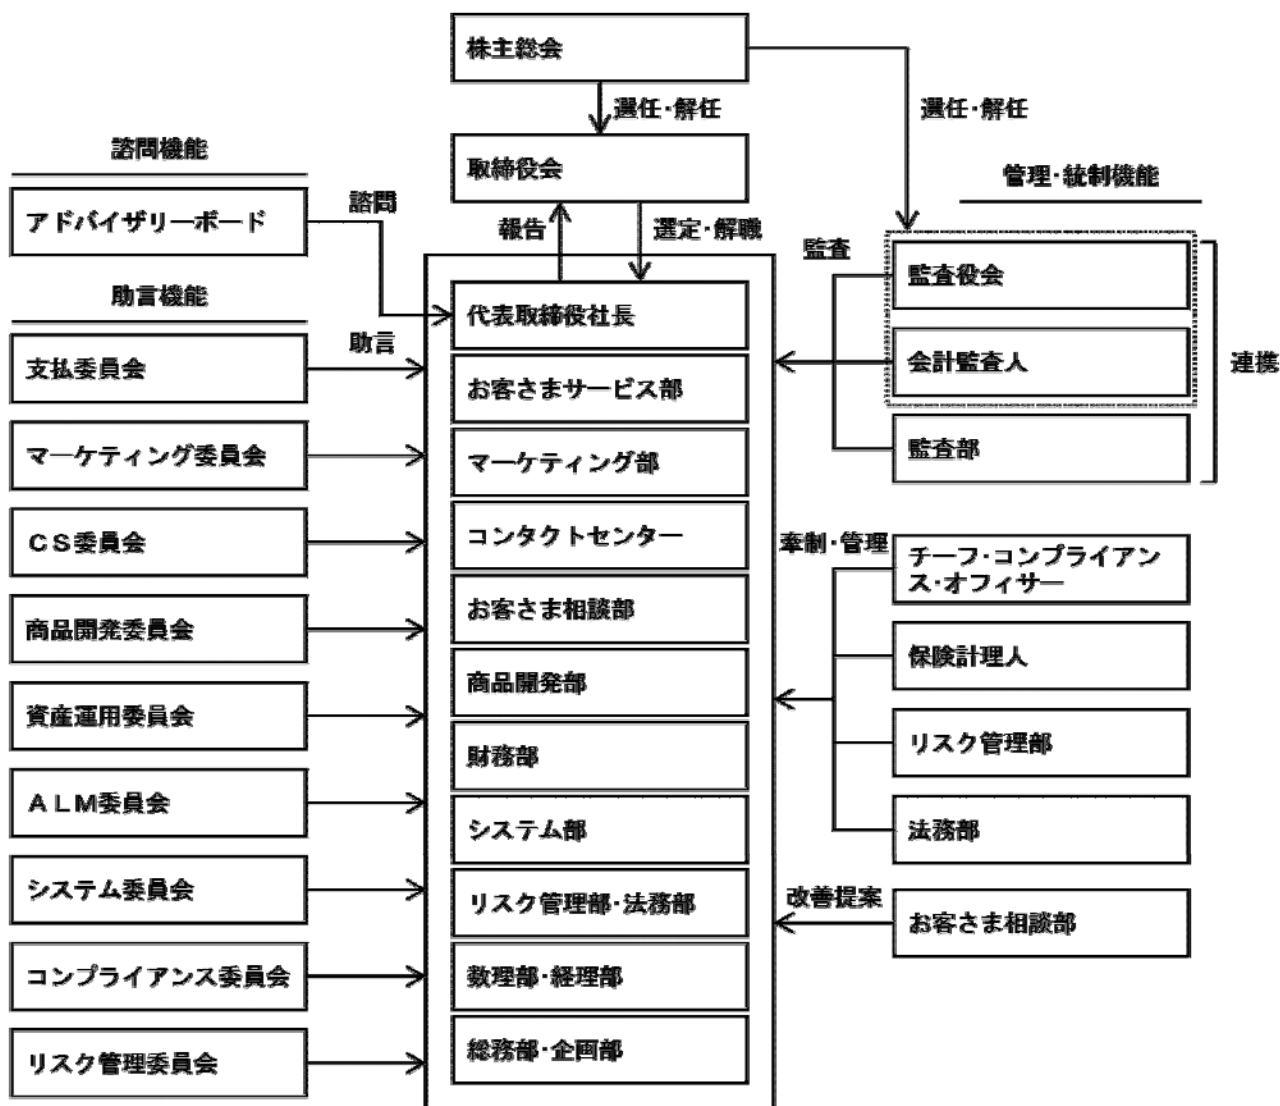 株主総会
選任・解任
選任・解任
取締役会
諮問機能
アドバイザリーボード
諮問
報告
選定・解職
管理・統制機能
監査
監査役会
会計監査人
監査部
連携
助言機能
助言
支払委員会
マーケティング委員会
CS委員会
商品開発委員会
資産運用委員会
ALM委員会
システム委員会
コンプライアンス委員会
リスク管理委員会
代表取締役社長
お客さまサービス部
マーケティング部
コンタクトセンター
お客さま相談部
商品開発部
財務部
システム部
リスク管理部・法務部
数理部・経理部
総務部・企画部
牽制・管理
チーフ・コンプライアン
ス・オフィサー
保険計理人
リスク管理部
法務部
改善提案
お客さま相談部